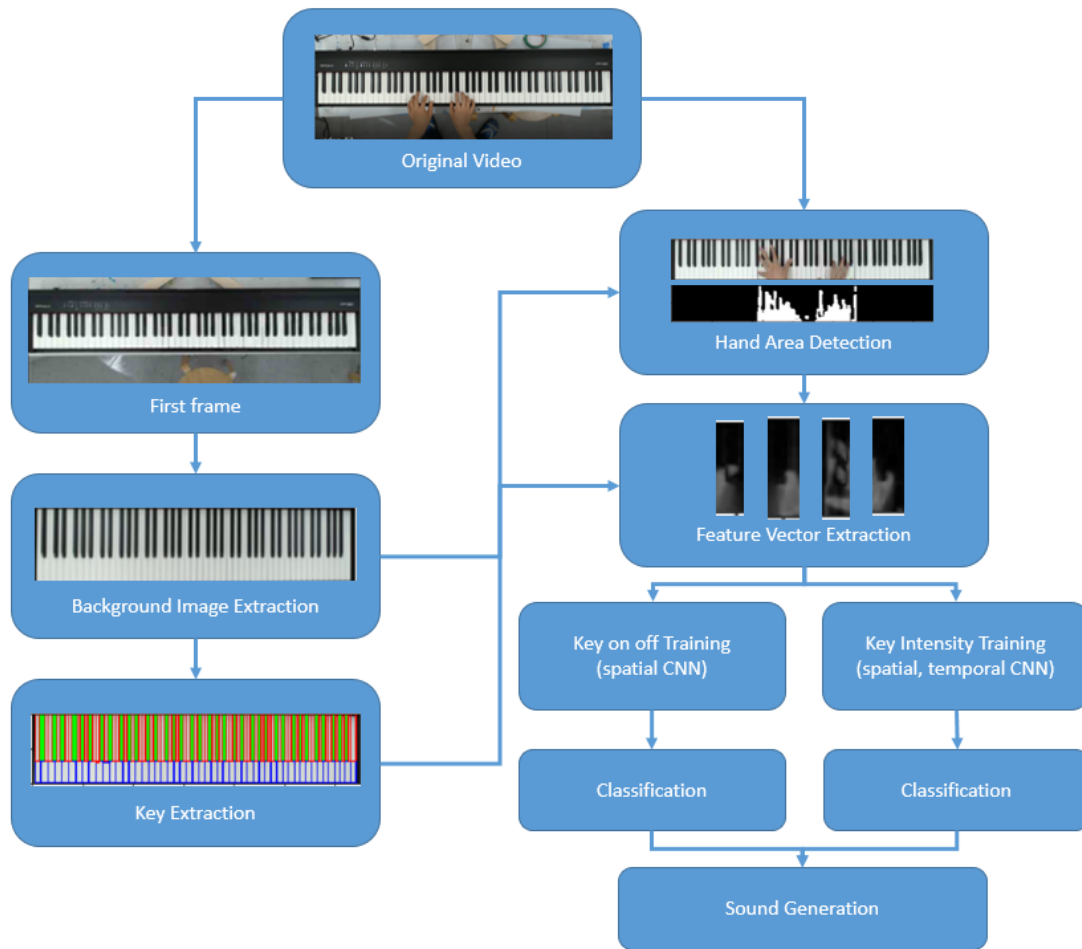 Original Video
First frame
Hand Area Detection
Background Image Extraction
Feature Vector Extraction
Key Extraction
Key on off Training
(spatial CNN)
Key Intensity Training
(spatial, temporal CNN)
Classification
Classification
Sound Generation